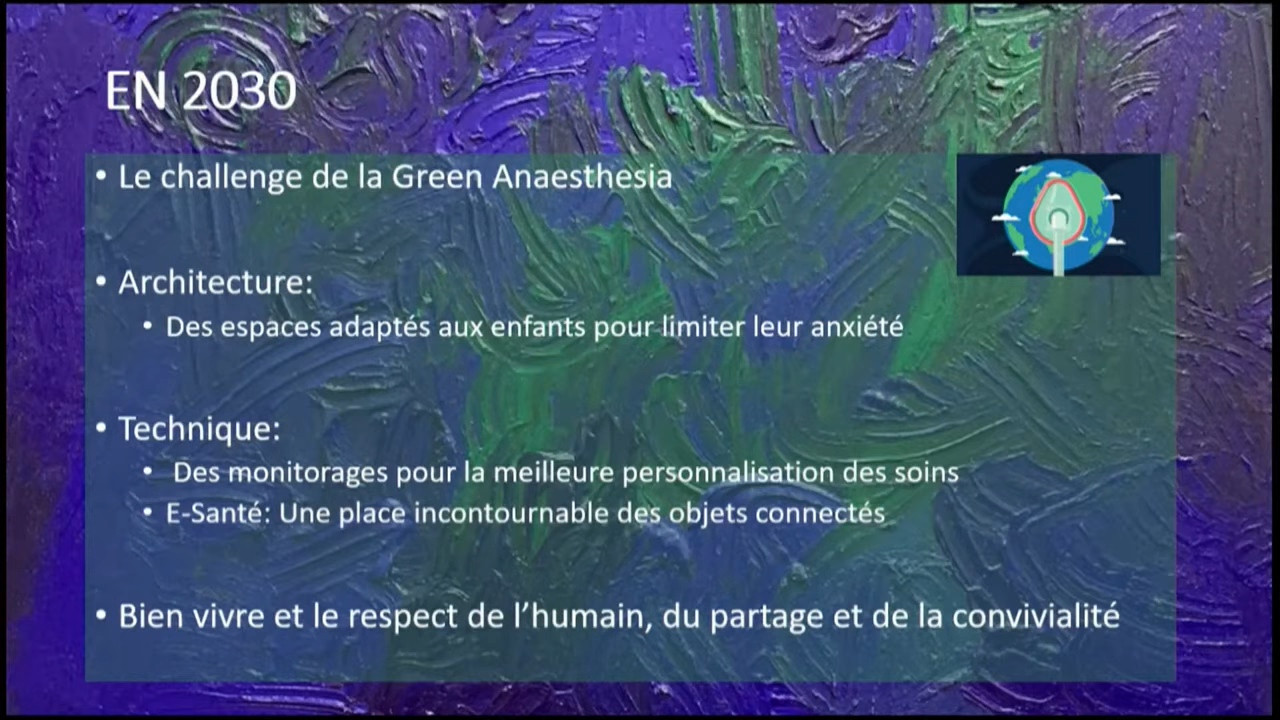 EN 2030
• Le challenge de la Green Anaesthesia
• Architecture:
• Des espaces adaptés aux enfants pour limiter leur anxiété
• Technique:
• Des monitorages pour la meilleure personnalisation des soins
• E-Santé: Une place incontournable des objets connectés
• Bien vivre et le respect de l’humain, du partage et de la convivialité